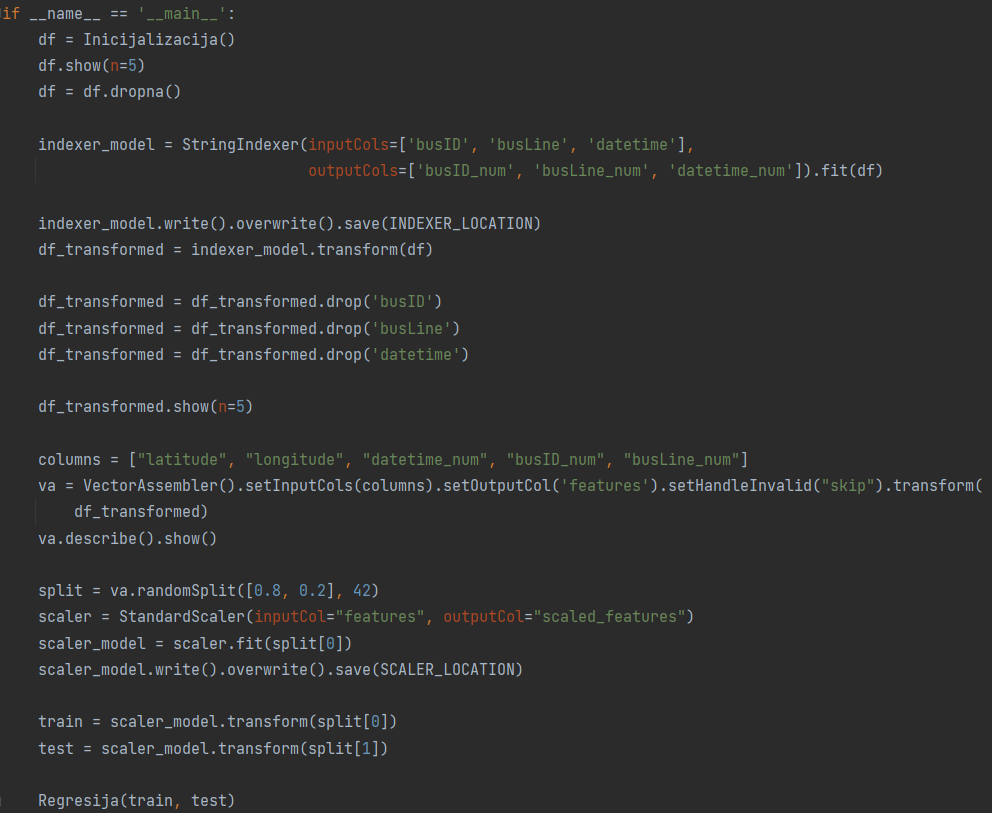 if __name__ == '__main__':
    df = Inicijalizacija()
    df.show(n=5)
    df = df.dropna()

    indexer_model = StringIndexer(inputCols=['busID', 'busLine', 'datetime'],
                                  outputCols=['busID_num', 'busLine_num', 'datetime_num']).fit(df)

    indexer_model.write().overwrite().save(INDEXER_LOCATION)
    df_transformed = indexer_model.transform(df)

    df_transformed = df_transformed.drop('busID')
    df_transformed = df_transformed.drop('busLine')
    df_transformed = df_transformed.drop('datetime')

    df_transformed.show(n=5)

    columns = ["latitude", "longitude", "datetime_num", "busID_num", "busLine_num"]
    va = VectorAssembler().setInputCols(columns).setOutputCol('features').setHandleInvalid("skip").transform(
        df_transformed)
    va.describe().show()

    split = va.randomSplit([0.8, 0.2], 42)
    scaler = StandardScaler(inputCol="features", outputCol="scaled_features")
    scaler_model = scaler.fit(split[0])
    scaler_model.write().overwrite().save(SCALER_LOCATION)

    train = scaler_model.transform(split[0])
    test = scaler_model.transform(split[1])

    Regresija(train, test)